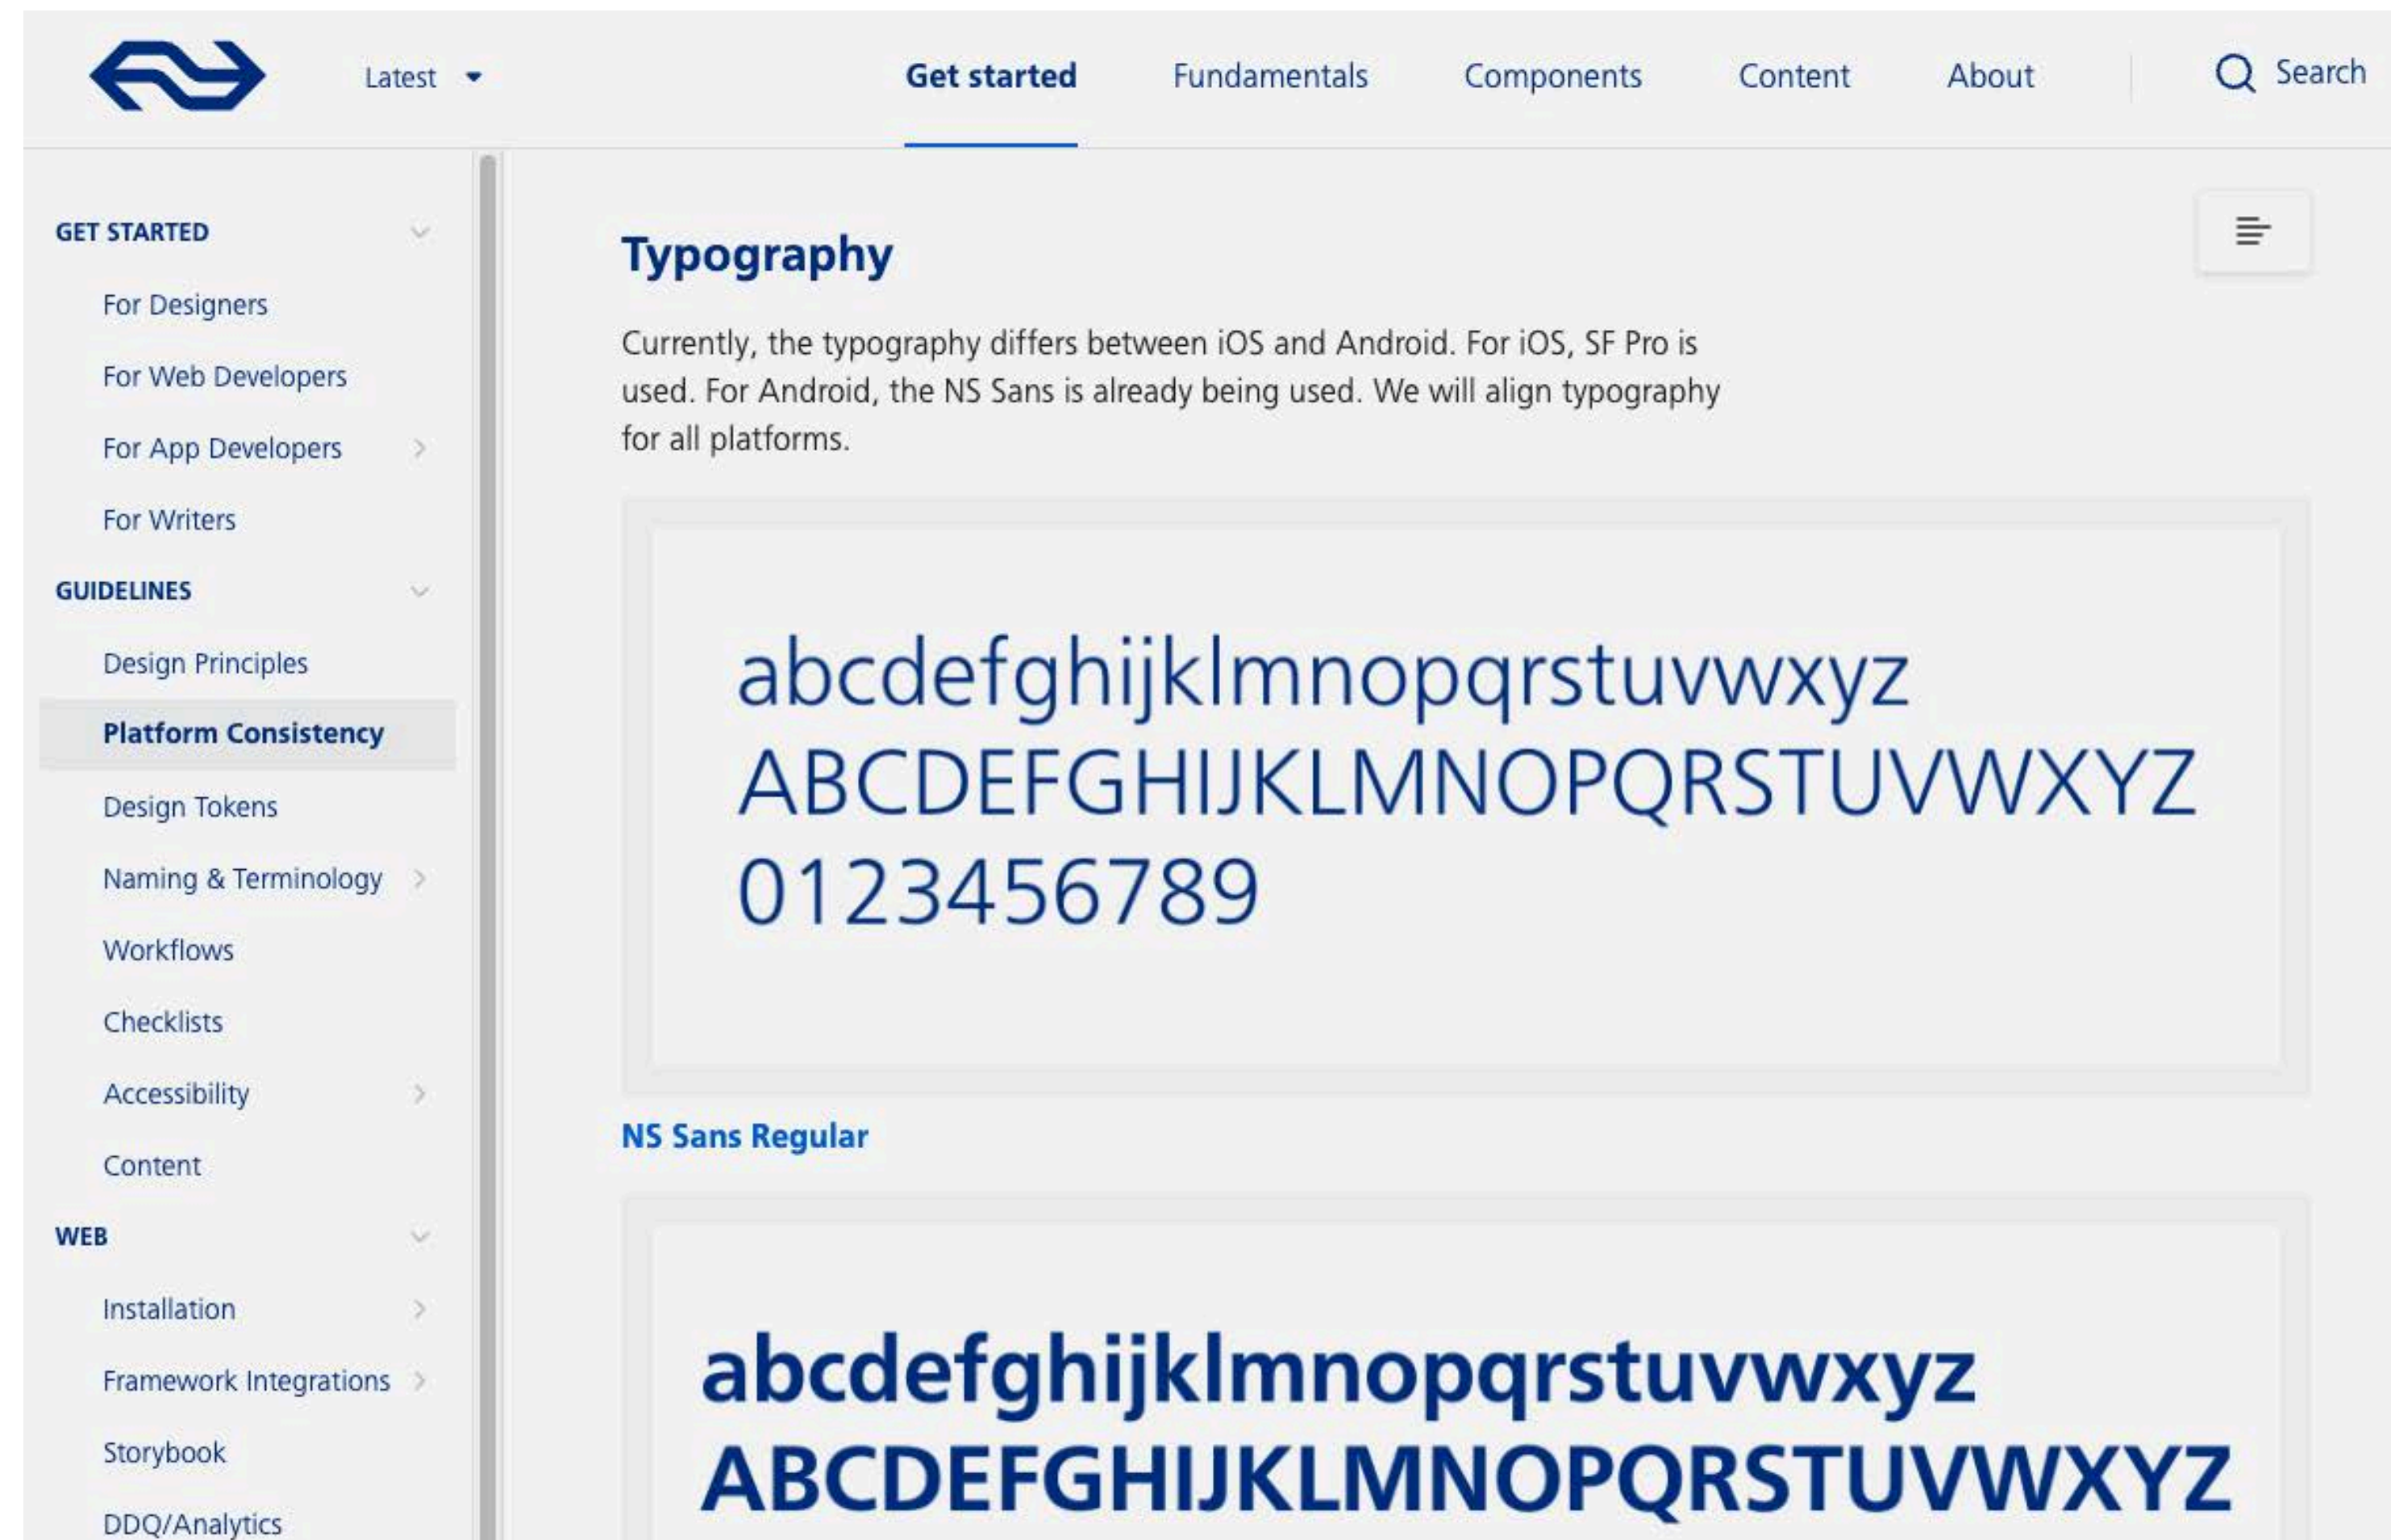 Latest
Get started
Fundamentals
Components
Content
About
Search
GET STARTED
For Designers
For Web Developers
For App Developers
For Writers
GUIDELINES
Design Principles
Platform Consistency
Design Tokens
Naming & Terminology
Workflows
Checklists
Accessibility
Content
WEB
Installation
Framework Integrations
Storybook
DDQ/Analytics
Typography
Currently, the typography differs between iOS and Android. For iOS, SF Pro is
used. For Android, the NS Sans is already being used. We will align typography
for all platforms.
abcdefghijklmnopqrstuvwxyz
ABCDEFGHIJKLMNOPQRSTUVWXYZ
0123456789
NS Sans Regular
abcdefghijklmnopqrstuvwxyz
ABCDEFGHIJKLMNOPQRSTUVWXYZ